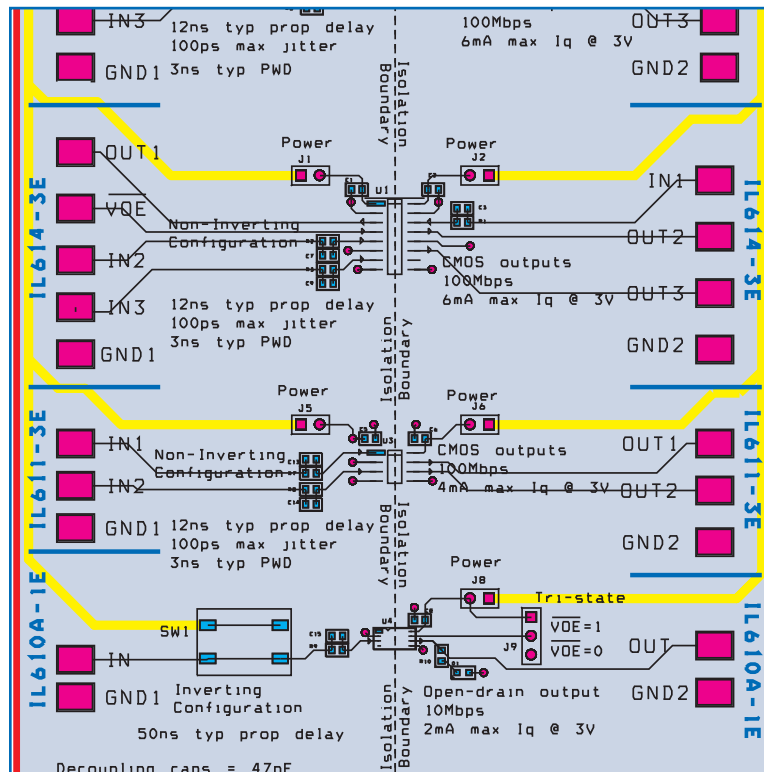 IN3
12ns typ prop delay
100ps max jitter
3ns typ PWD
GND1
100Mbps
6mA max Iq @ 3V
OUT3
GND2
Isolation
Boundary
Power
J1
Power
J2
OUT1
VOE
IN2
IN3
GND1
IL614-3E
Non-Inverting
Configuration
12ns typ prop delay
100ps max jitter
3ns typ PWD
U1
CMOS outputs
100Mbps
6mA max Iq @ 3V
IN1
OUT2
OUT3
GND2
IL614-3E
Isolation
Boundary
Power
J5
Power
J6
IN1
IN2
GND1
IL611-3E
Non-Inverting
Configuration
12ns typ prop delay
100ps max jitter
3ns typ PWD
U3
CMOS outputs
100Mbps
4mA max Iq @ 3V
OUT1
OUT2
GND2
IL611-3E
Isolation
Boundary
Power
J8
Tri-state
VOE=1
VOE=0
J9
SW1
IN
GND1
IL610A-1E
Inverting
Configuration
50ns typ prop delay
U4
Open-drain output
10Mbps
2mA max Iq @ 3V
OUT
GND2
IL610A-1E
Isolation
Boundary
Decoupling caps = 47nF